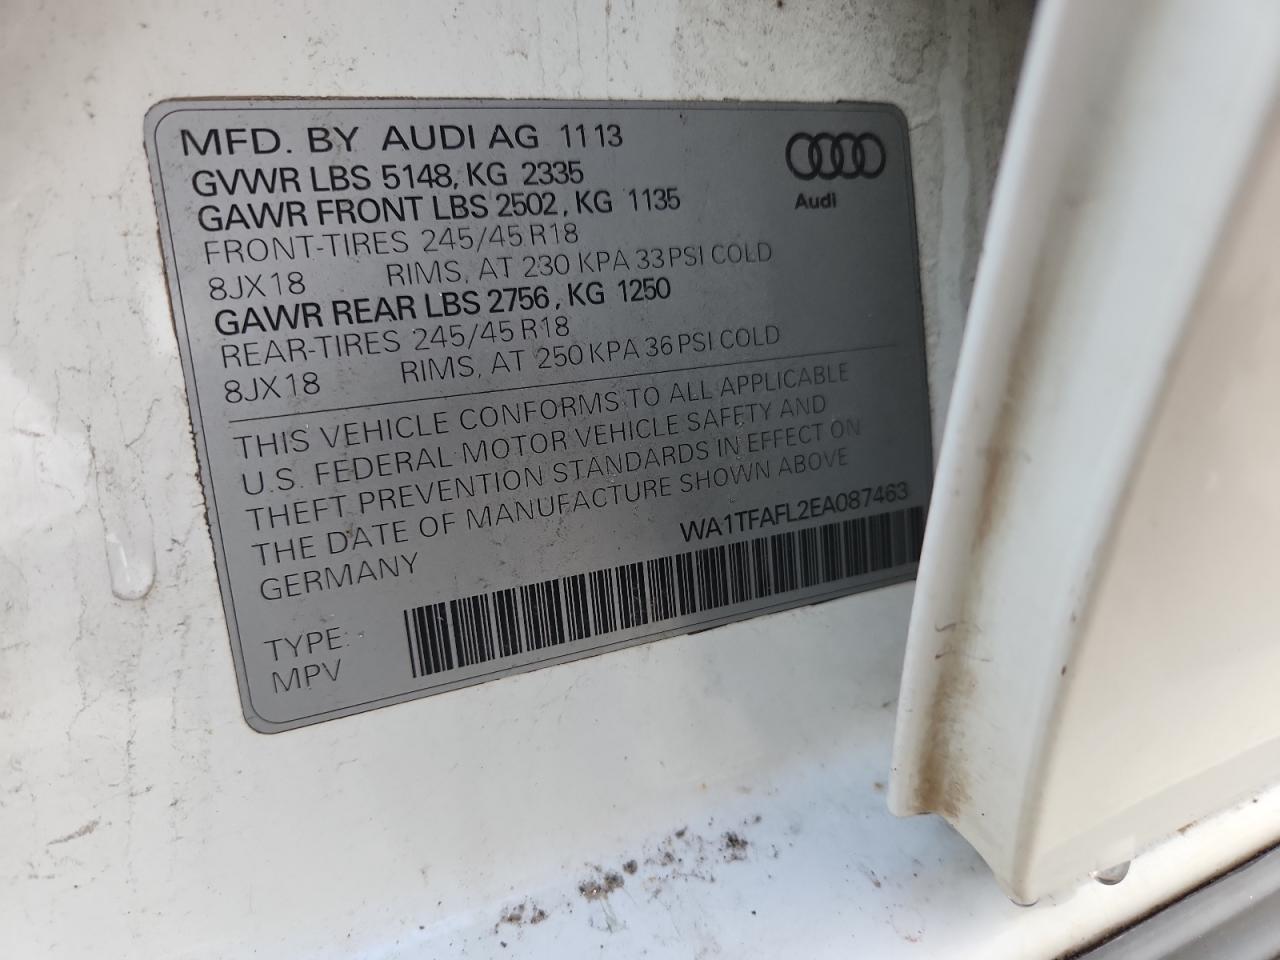 MFD. BY AUDI AG 11 13
GVWR LBS 5148, KG 2335
GAWR FRONT LBS 2502, KG 1135
FRONT-TIRES 245/45 R18
8JX18 RIMS, AT 230 KPA 33 PSI COLD
GAWR REAR LBS 2756, KG 1250
REAR-TIRES 245/45 R18
8JX18 RIMS, AT 250 KPA 36 PSI COLD
Audi
THIS VEHICLE CONFORMS TO ALL APPLICABLE
U.S. FEDERAL MOTOR VEHICLE SAFETY AND
THEFT PREVENTION STANDARDS IN EFFECT ON
THE DATE OF MANUFACTURE SHOWN ABOVE
GERMANY
WA1TFAFL2EA087463
TYPE:
MPV